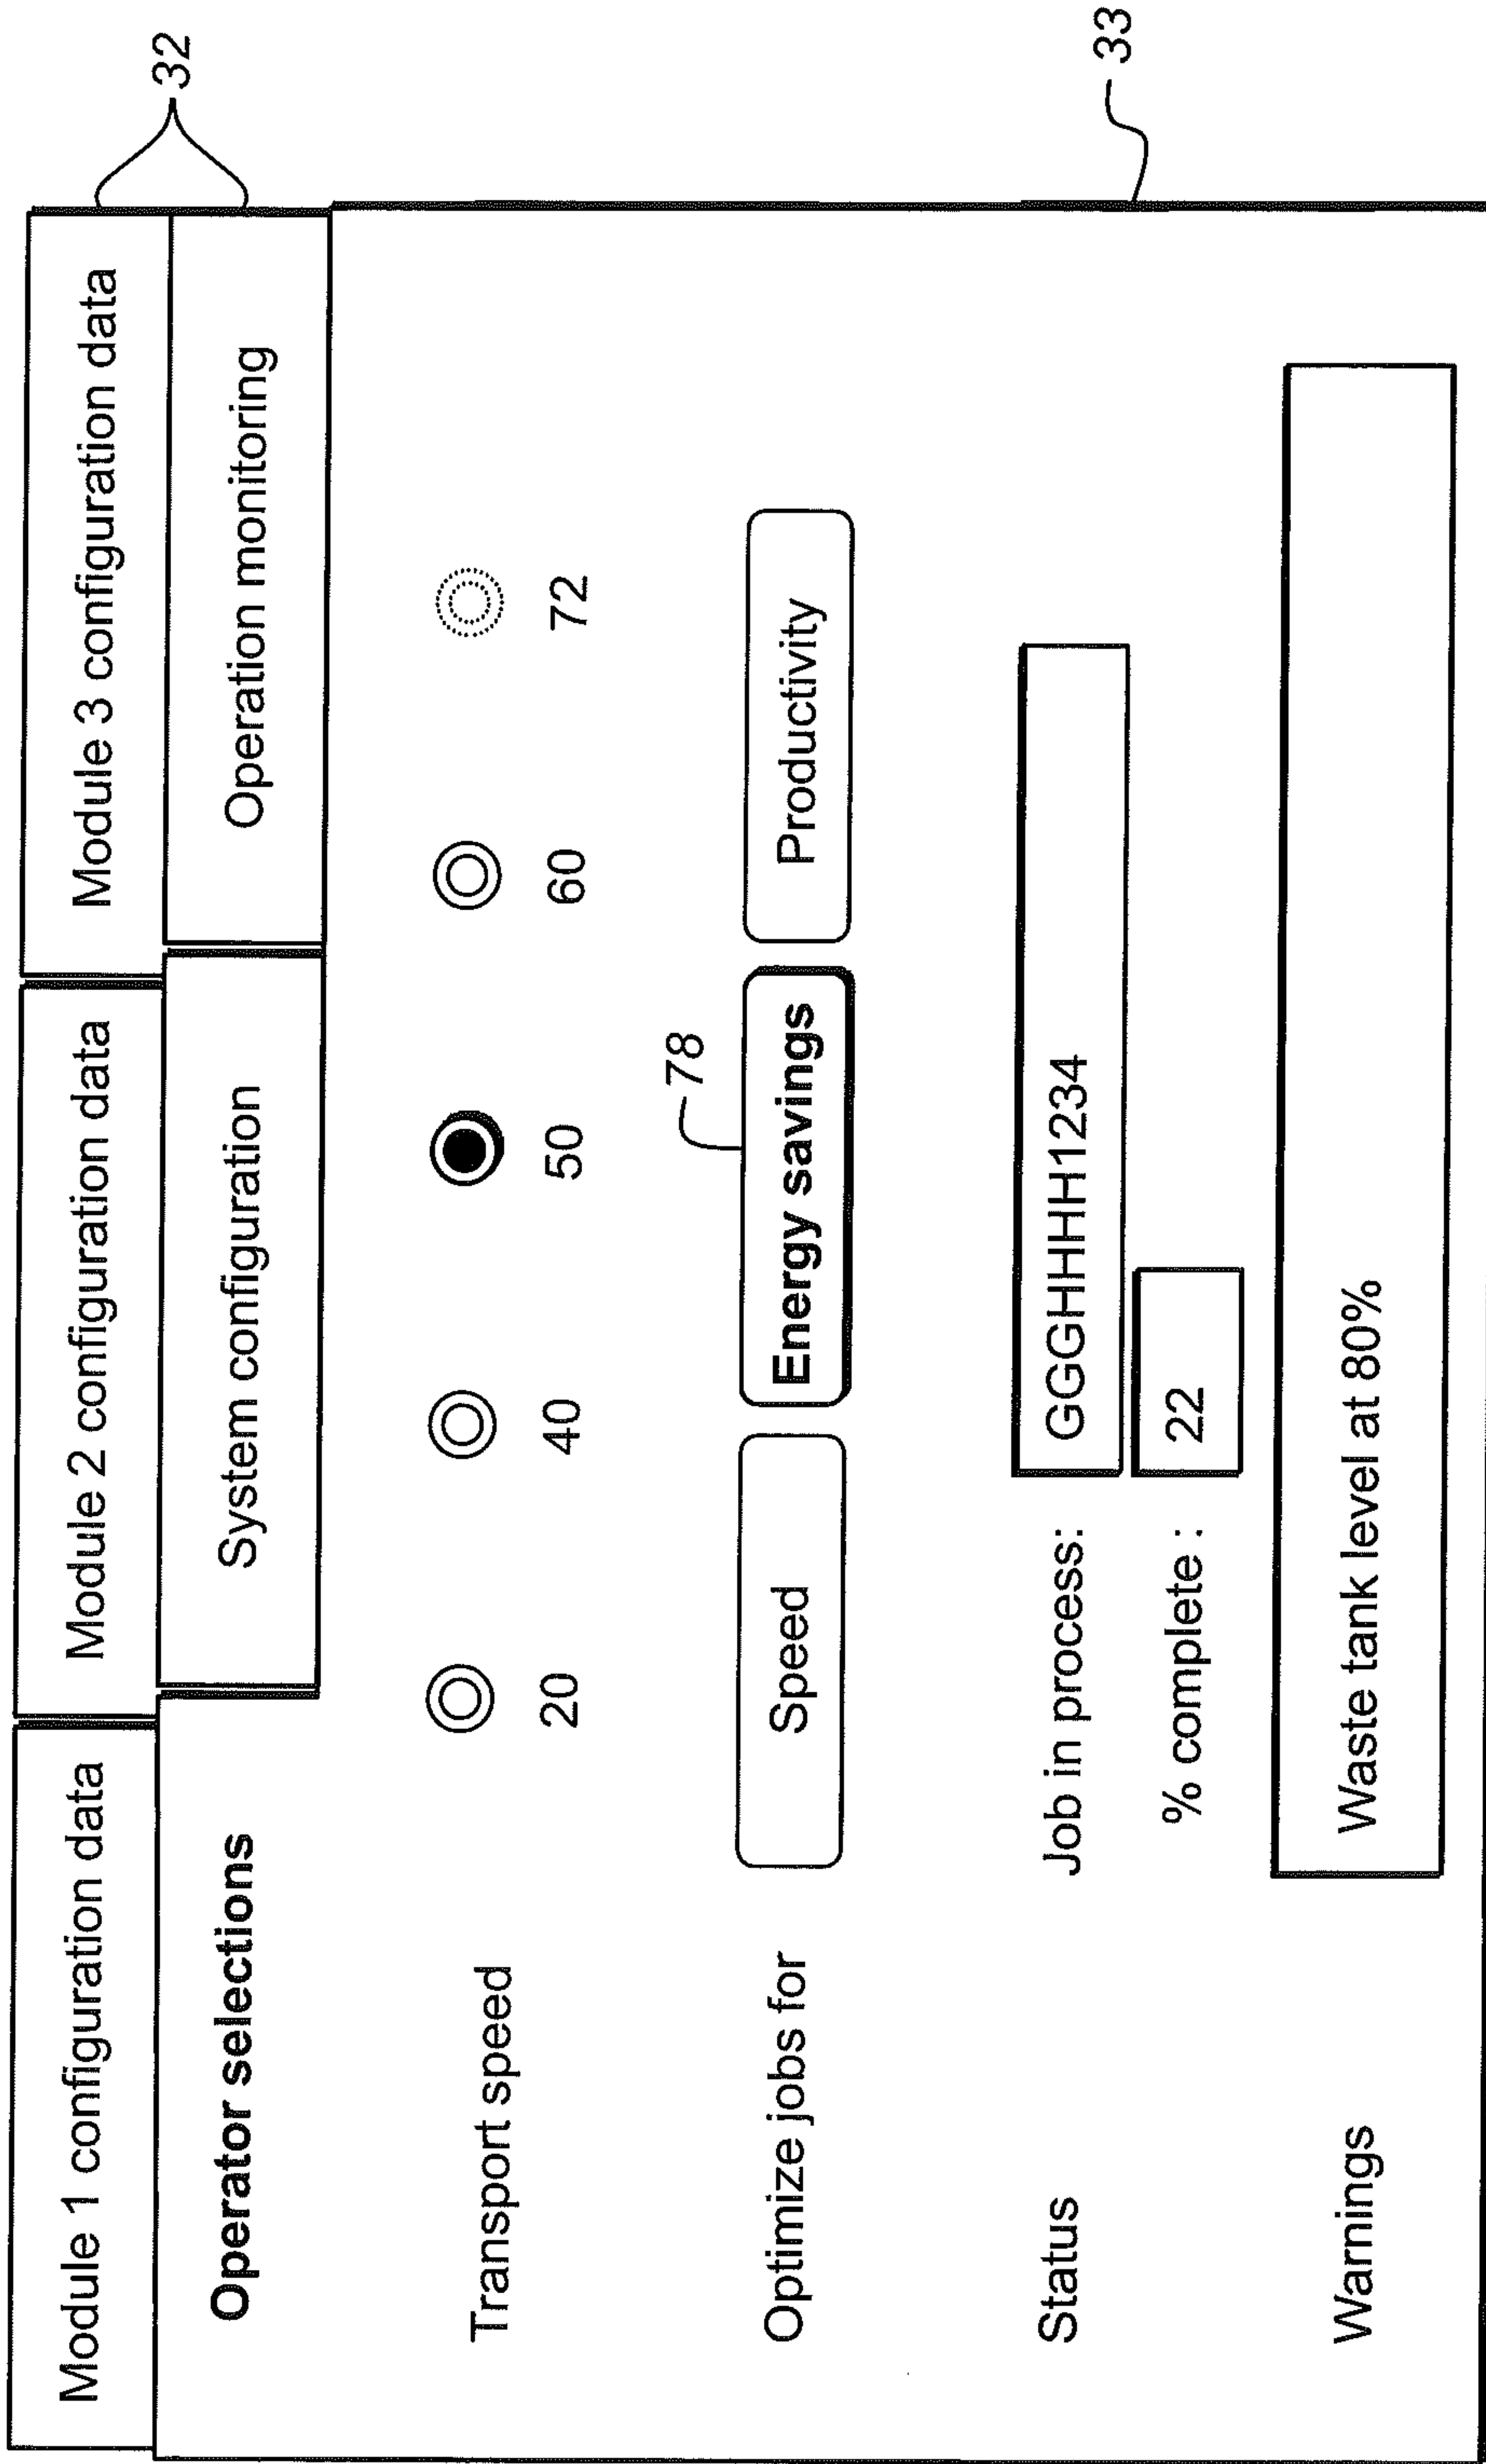 Module 1 configuration data Module 2 configuration data Module 3 configuration data
32
Operator selections System configuration Operation monitoring
Transport speed
20 40 50 60 72
78
Optimize jobs for Speed Energy savings Productivity
Status Job in process: GGGHHHH1234
% complete : 22
33
Warnings Waste tank level at 80%